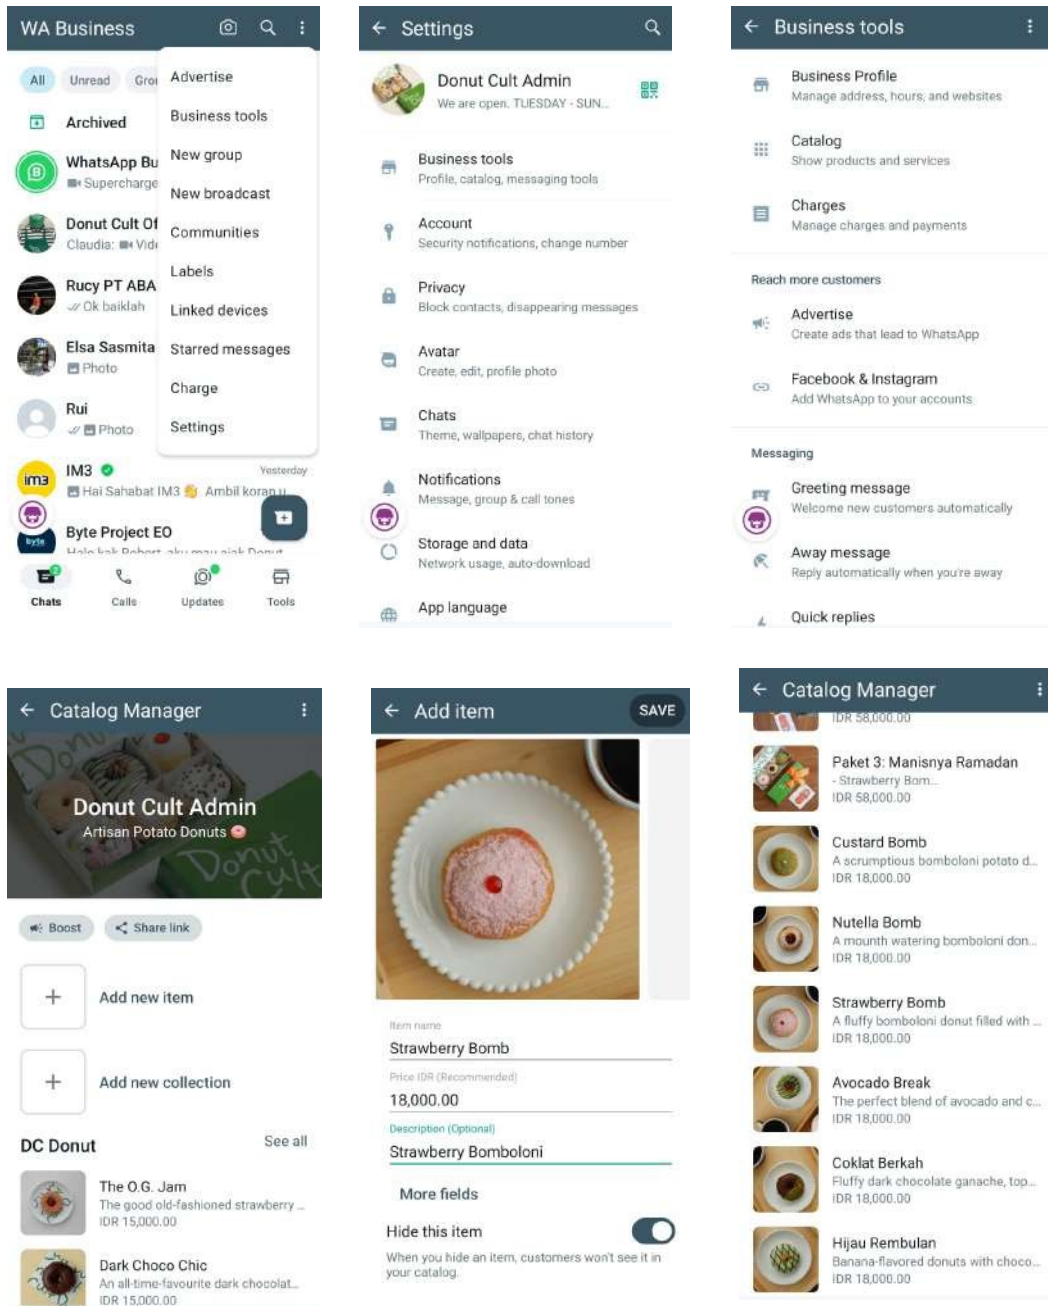 WA Business
All
Unread
Grou
Archived
WhatsApp Bu
Supercharge
Donut Cult Of
Claudia: Vide
Rucy PT ABA
Ok baiklah
Elsa Sasmita
Photo
Rui
Photo
IM3
Yesterday
Hai Sahabat IM3 Ambil koran u
Byte Project EO
Chats
Calls
Updates
Tools
Advertise
Business tools
New group
New broadcast
Communities
Labels
Linked devices
Starred messages
Charge
Settings
Settings
Donut Cult Admin
We are open. TUESDAY - SUN...
Business tools
Profile, catalog, messaging tools
Account
Security notifications, change number
Privacy
Block contacts, disappearing messages
Avatar
Create, edit, profile photo
Chats
Theme, wallpapers, chat history
Notifications
Message, group & call tones
Storage and data
Network usage, auto-download
App language
Business tools
Business Profile
Manage address, hours, and websites
Catalog
Show products and services
Charges
Manage charges and payments
Reach more customers
Advertise
Create ads that lead to WhatsApp
Facebook & Instagram
Add WhatsApp to your accounts
Messaging
Greeting message
Welcome new customers automatically
Away message
Reply automatically when you're away
Quick replies
Catalog Manager
Donut Cult Admin
Artisan Potato Donuts
Donut
Cult
Boost
Share link
Add new item
Add new collection
DC Donut
See all
The O.G. Jam
The good old-fashioned strawberry ...
IDR 15,000.00
Dark Choco Chic
An all-time-favourite dark chocolat...
IDR 15,000.00
Add item
SAVE
Item name
Strawberry Bomb
Price IDR (Recommended)
18,000.00
Description (Optional)
Strawberry Bomboloni
More fields
Hide this item
When you hide an item, customers won't see it in
your catalog.
Catalog Manager
IDR 58,000.00
Paket 3: Manisnya Ramadan
- Strawberry Bom...
IDR 58,000.00
Custard Bomb
A scrumptious bomboloni potato d...
IDR 18,000.00
Nutella Bomb
A mounth watering bomboloni don...
IDR 18,000.00
Strawberry Bomb
A fluffy bomboloni donut filled with ...
IDR 18,000.00
Avocado Break
The perfect blend of avocado and c...
IDR 18,000.00
Coklat Berkah
Fluffy dark chocolate ganache, top...
IDR 18,000.00
Hijau Rembulan
Banana-flavored donuts with choco...
IDR 18,000.00